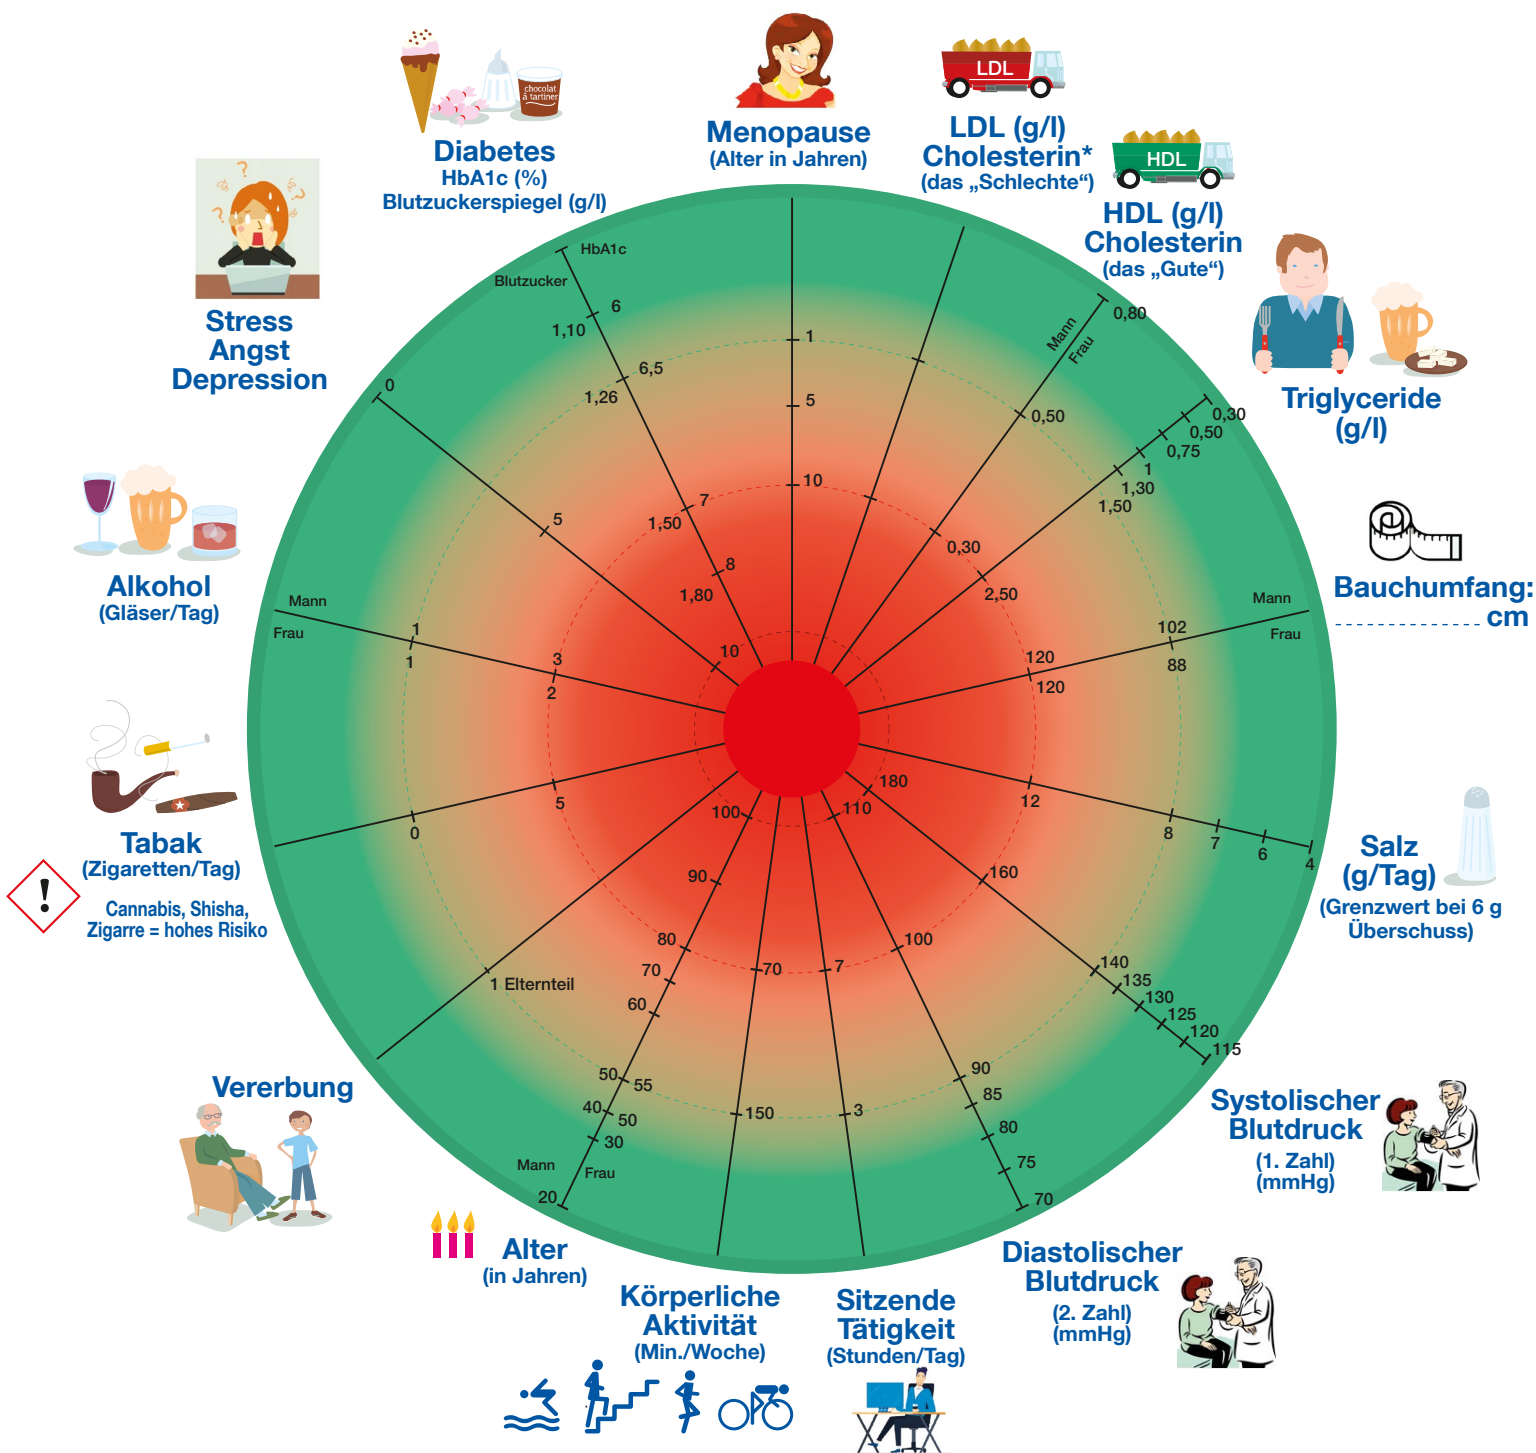 Menopause
(Alter in Jahren)
1
5
10
LDL
LDL (g/l)
Cholesterin*
(das „Schlechte“)
HDL
HDL (g/l)
Cholesterin
(das „Gute“)
Mann
Frau
0,80
0,50
0,30
Triglyceride
(g/l)
0,30
0,50
0,75
1
1,30
1,50
2,50
Bauchumfang:
cm
Mann
Frau
102
88
120
120
Salz
(g/Tag)
(Grenzwert bei 6 g
Überschuss)
4
6
7
8
12
Systolischer
Blutdruck
(1. Zahl)
(mmHg)
115
120
125
130
135
140
160
180
Diastolischer
Blutdruck
(2. Zahl)
(mmHg)
70
75
80
85
90
100
110
Sitzende
Tätigkeit
(Stunden/Tag)
3
7
Körperliche
Aktivität
(Min./Woche)
150
70
Alter
(in Jahren)
Mann
Frau
20
30
40
50
50
55
60
70
80
90
100
Vererbung
1 Elternteil
Tabak
(Zigaretten/Tag)
!
Cannabis, Shisha,
Zigarre = hohes Risiko
0
5
Alkohol
(Gläser/Tag)
Mann
Frau
1
1
3
2
Stress
Angst
Depression
0
5
10
chocolat
à tartiner
Diabetes
HbA1c (%)
Blutzuckerspiegel (g/l)
HbA1c
Blutzucker
6
1,10
6,5
1,26
7
1,50
8
1,80